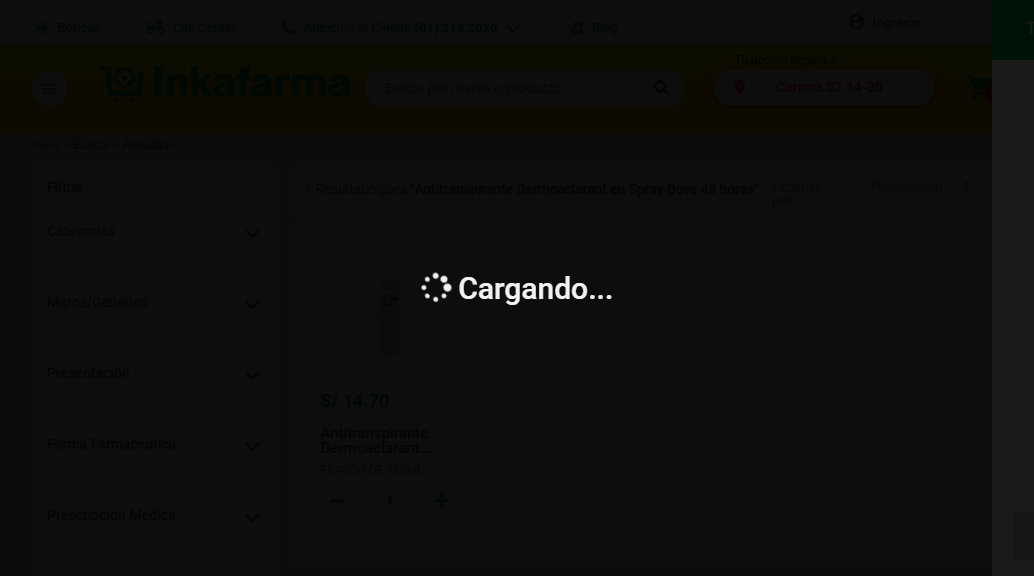 Boticas
Call Center
Atención al Cliente (01) 314 2020
Blog
Ingresar
Inkafarma
Busca por marca o producto
Tu pedido llegará a
Carrera 52 14-30
Inicio > Buscar > Resultado
Filtrar
1 Resultado para "Antitranspirante Dermoaclarant en Spray Dove 48 horas"
Ordenar
por
Relevancia
Categorías
Marca/Genérico
Cargando...
Presentación
S/ 14.70
Antitranspirante
Dermoaclarant...
Forma Farmaceutica
FRASCO DE 150ML
1
Prescripción Médica